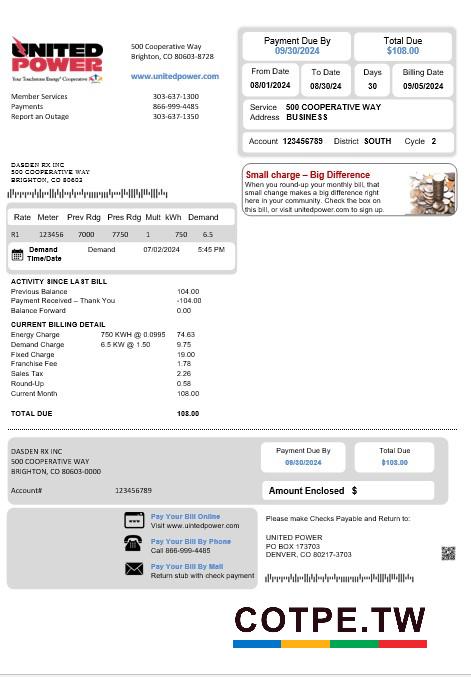 UNITED
POWER
Your Touchstone Energy® Cooperative
500 Cooperative Way
Brighton, CO 80603-8728
www.unitedpower.com
Member Services 303-637-1300
Payments 866-999-4485
Report an Outage 303-637-1350
Payment Due By Total Due
09/30/2024 $108.00
From Date To Date Days Billing Date
08/01/2024 08/30/24 30 09/05/2024
Service 500 COOPERATIVE WAY
Address BUSINESS
Account 123456789 District SOUTH Cycle 2
DASDEN RX INC
500 COOPERATIVE WAY
BRIGHTON, CO 80603
Small charge – Big Difference
When you round-up your monthly bill, that
small change makes a difference right
here in your community. Check the box on
this bill, or visit unitedpower.com to sign up.
Rate Meter Prev Rdg Pres Rdg Mult kWh Demand
R1 123456 7000 7750 1 750 6.5
Demand Time/Date Demand 07/02/2024 5:45 PM
ACTIVITY SINCE LAST BILL
Previous Balance 104.00
Payment Received – Thank You -104.00
Balance Forward 0.00
CURRENT BILLING DETAIL
Energy Charge 750 KWH @ 0.0995 74.63
Demand Charge 6.5 KW @ 1.50 9.75
Fixed Charge 19.00
Franchise Fee 1.78
Sales Tax 2.26
Round-Up 0.58
Current Month 108.00
TOTAL DUE 108.00
DASDEN RX INC
500 COOPERATIVE WAY
BRIGHTON, CO 80603-0000
Account# 123456789
Payment Due By Total Due
09/30/2024 $108.00
Amount Enclosed $
Pay Your Bill Online
Visit www.uintedpower.com
Pay Your Bill By Phone
Call 866-999-4485
Pay Your Bill By Mail
Return stub with check payment
Please make Checks Payable and Return to:
UNITED POWER
PO BOX 173703
DENVER, CO 80217-3703
COTPE.TW